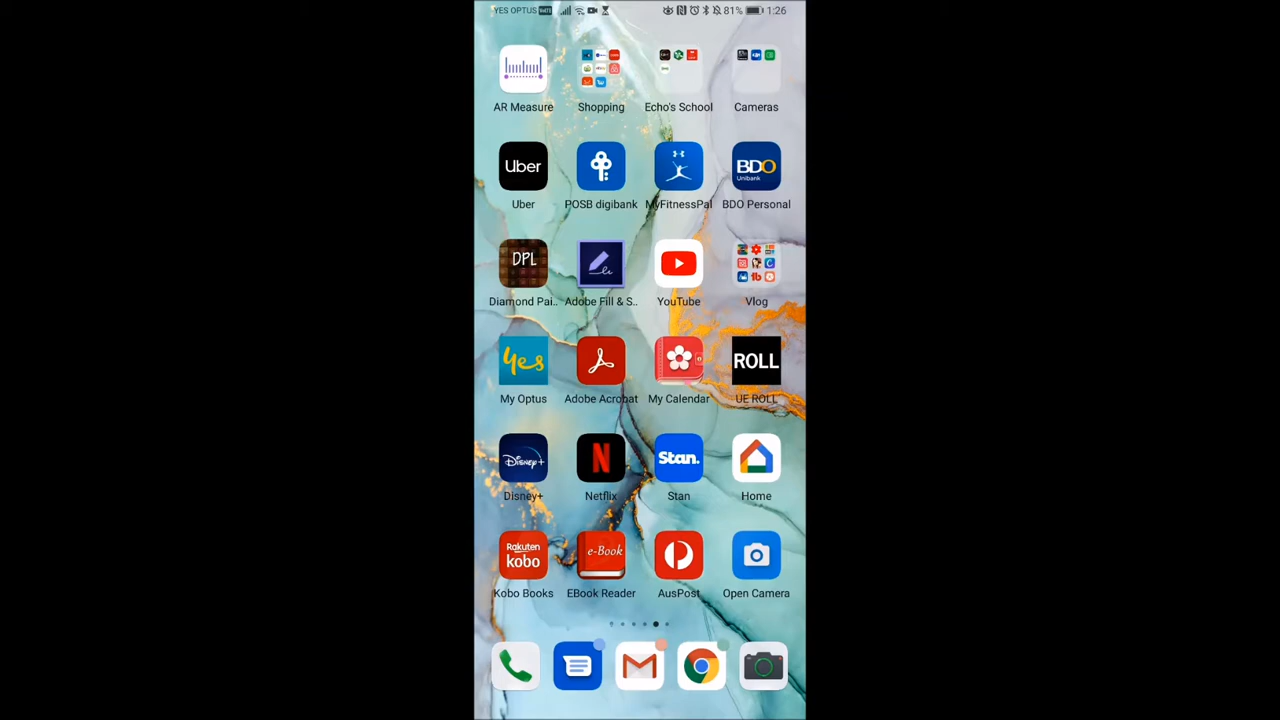 YES OPTUS VoLTE 81% 1:26
AR Measure Shopping Echo's School Cameras
Uber BDO Unibank
Uber POSB digibank MyFitnessPal BDO Personal
DPL
Diamond Pai.. Adobe Fill & S.. YouTube Vlog
yes ROLL
My Optus Adobe Acrobat My Calendar UE ROLL
Disney+ N Stan.
Disney+ Netflix Stan Home
Rakuten kobo e-Book
Kobo Books EBook Reader AusPost Open Camera